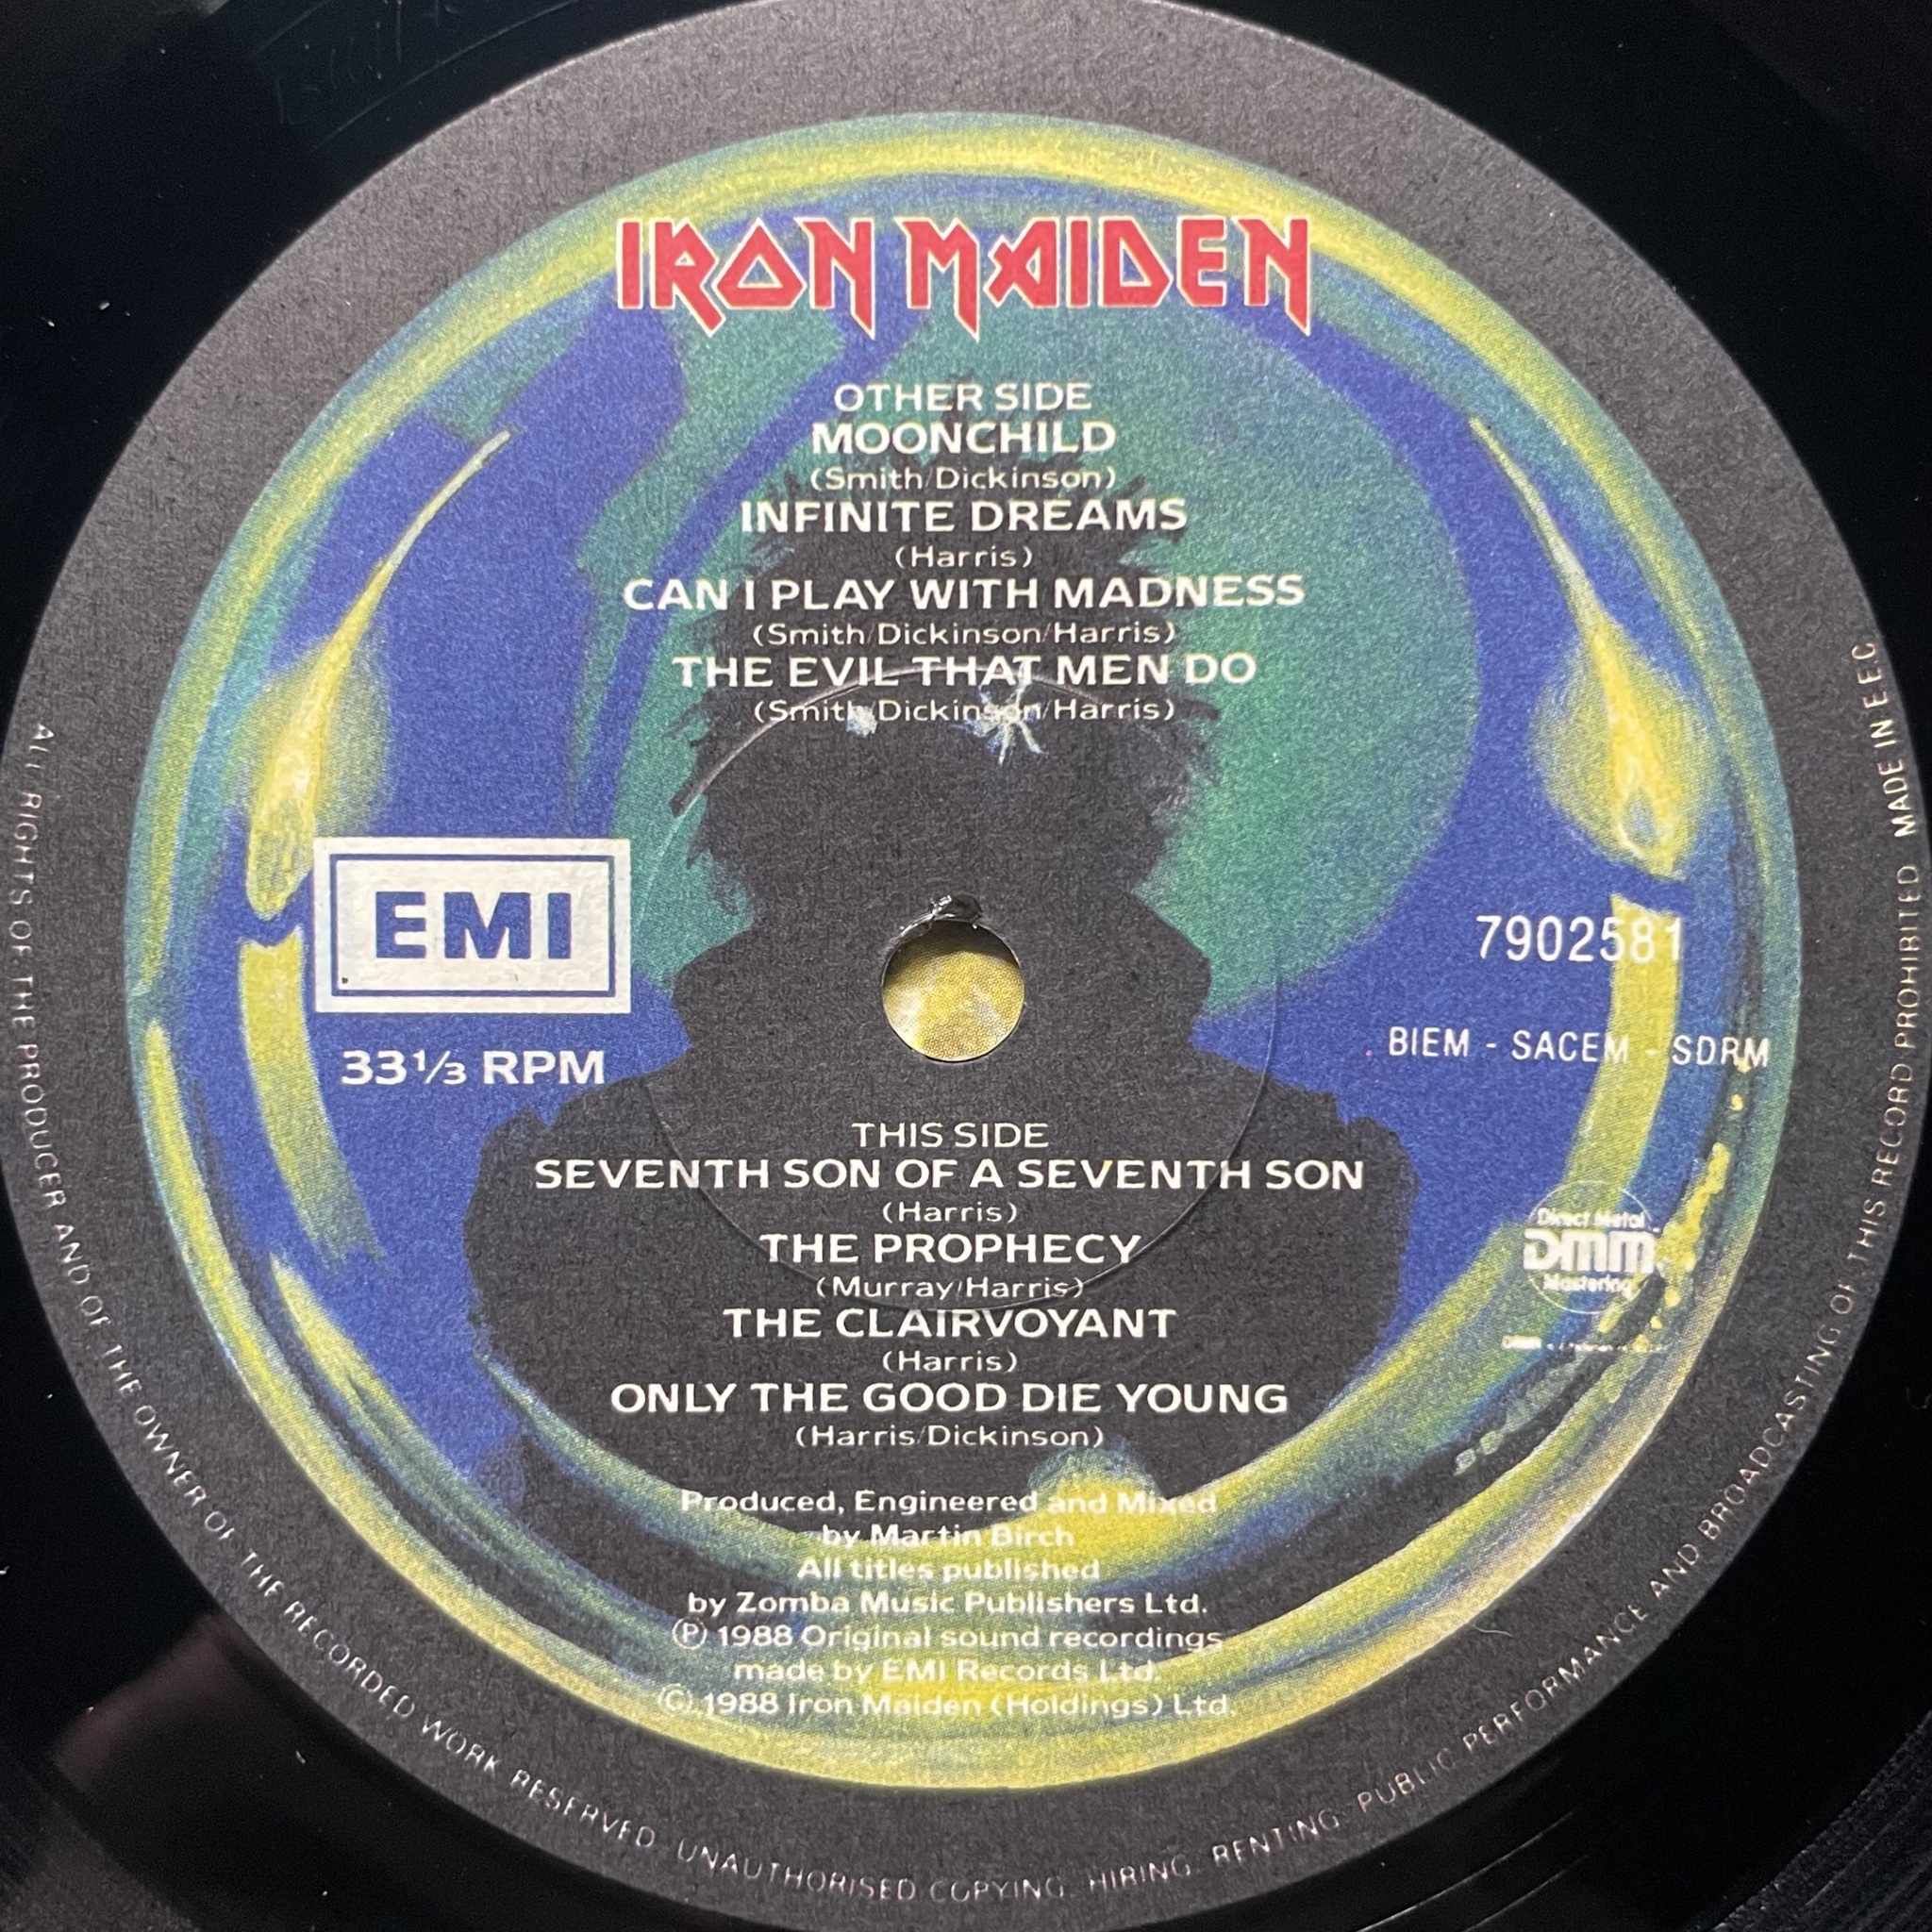 IRON MAIDEN
OTHER SIDE
MOONCHILD
(Smith/Dickinson)
INFINITE DREAMS
(Harris)
CAN I PLAY WITH MADNESS
(Smith/Dickinson/Harris)
THE EVIL THAT MEN DO
(Smith/Dickinson/Harris)
EMI
33⅓ RPM
7902581
BIEM - SACEM - SDRM
THIS SIDE
SEVENTH SON OF A SEVENTH SON
(Harris)
THE PROPHECY
(Murray/Harris)
THE CLAIRVOYANT
(Harris)
ONLY THE GOOD DIE YOUNG
(Harris/Dickinson)
Direct Metal
DMM
Mastering
Produced, Engineered and Mixed
by Martin Birch
All titles published
by Zomba Music Publishers Ltd.
Ⓟ 1988 Original sound recordings
made by EMI Records Ltd.
© 1988 Iron Maiden (Holdings) Ltd.
ALL RIGHTS OF THE PRODUCER AND OF THE OWNER OF THE RECORDED WORK RESERVED. UNAUTHORISED COPYING, HIRING, RENTING, PUBLIC PERFORMANCE AND BROADCASTING OF THIS RECORD PROHIBITED. MADE IN EEC